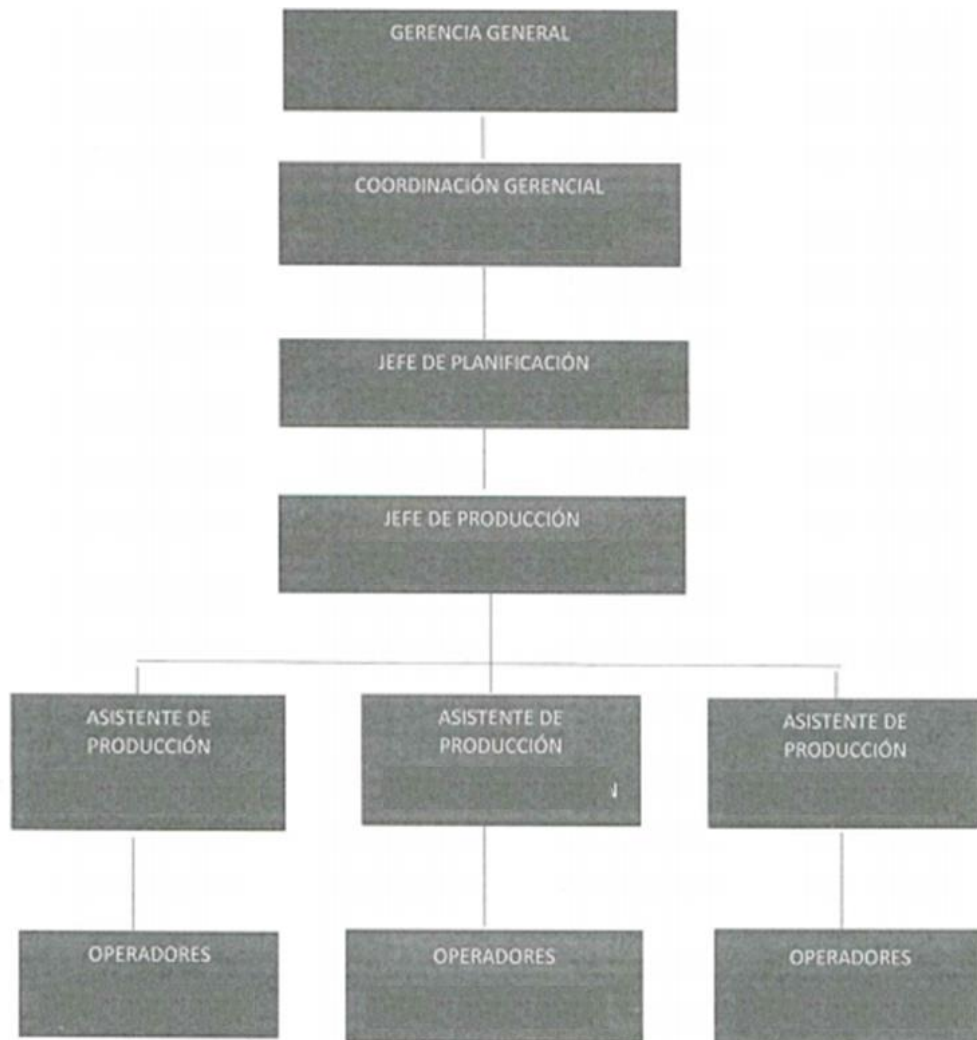 GERENCIA GENERAL
COORDINACIÓN GERENCIAL
JEFE DE PLANIFICACIÓN
JEFE DE PRODUCCIÓN
ASISTENTE DE
PRODUCCIÓN
ASISTENTE DE
PRODUCCIÓN
N
ASISTENTE DE
PRODUCCIÓN
OPERADORES
OPERADORES
OPERADORES